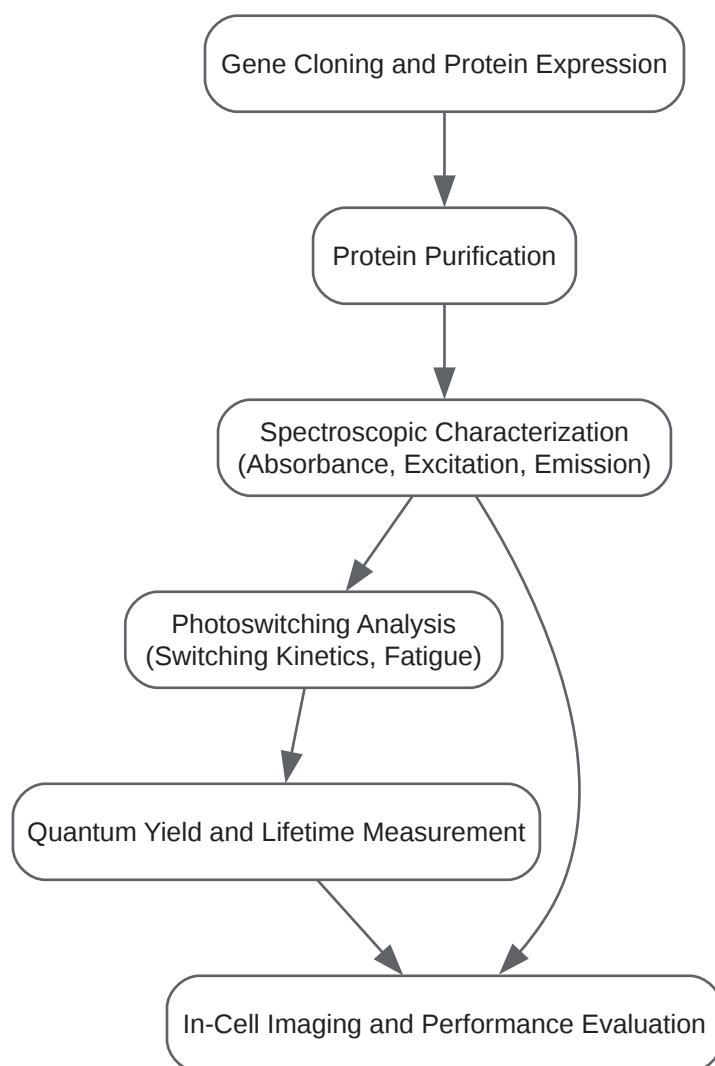 Gene Cloning and Protein Expression
Protein Purification
Spectroscopic Characterization
(Absorbance, Excitation, Emission)
Photoswitching Analysis
(Switching Kinetics, Fatigue)
Quantum Yield and Lifetime Measurement
In-Cell Imaging and Performance Evaluation